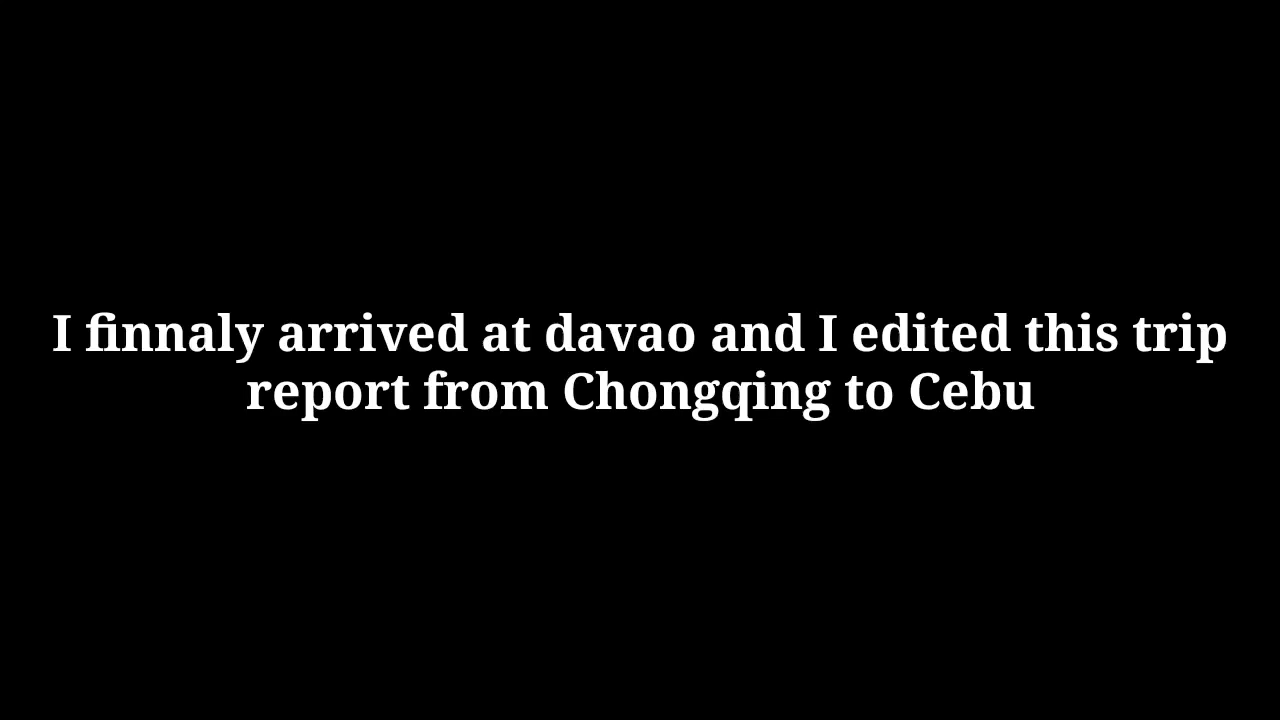 I finnaly arrived at davao and I edited this trip
report from Chongqing to Cebu